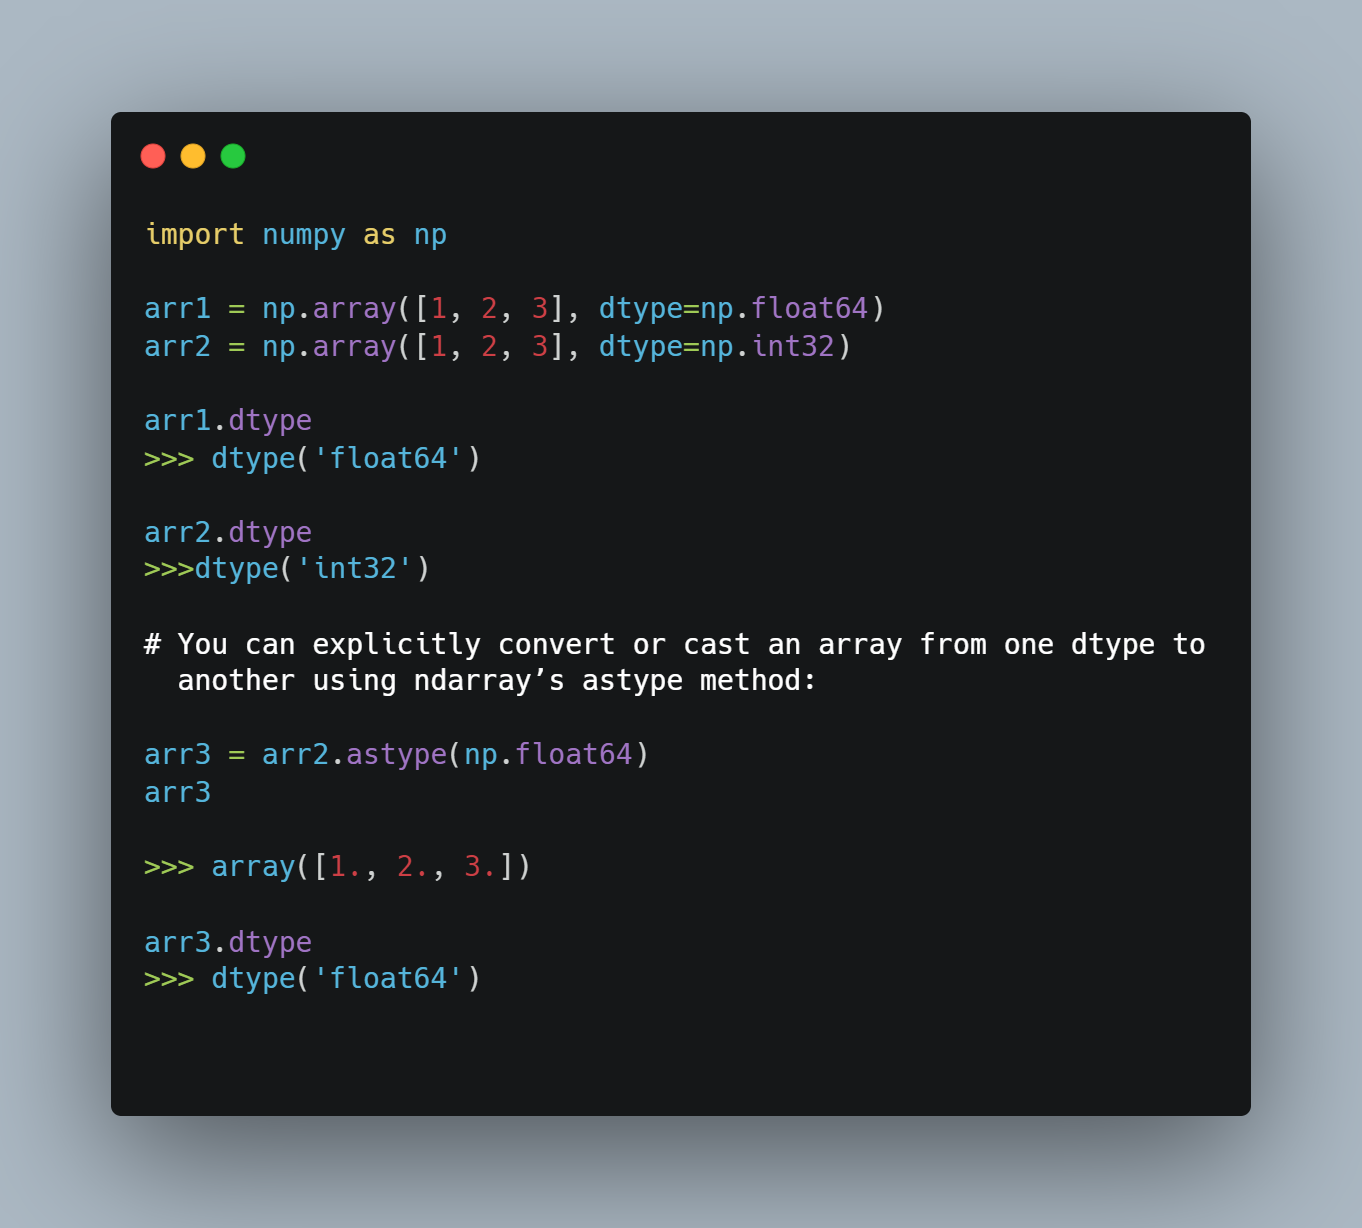 import numpy as np
arr1 = np.array([1, 2, 3], dtype=np.float64)
arr2 = np.array([1, 2, 3], dtype=np.int32)
arr1.dtype
>>> dtype('float64')
arr2.dtype
>>>dtype('int32')
# You can explicitly convert or cast an array from one dtype to
another using ndarray’s astype method:
arr3 = arr2.astype(np.float64)
arr3
>>> array([1., 2., 3.])
arr3.dtype
>>> dtype('float64')